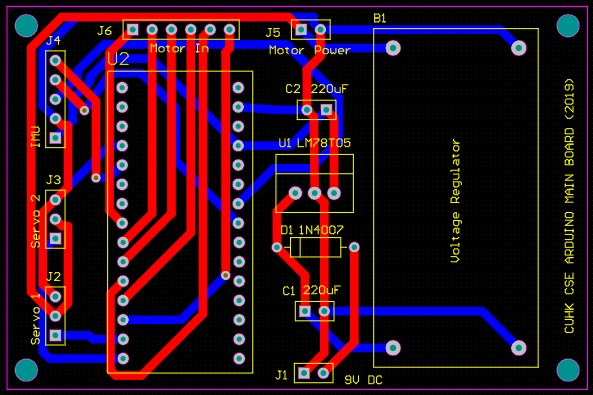 B1
J6
Motor In
J5
Motor Power
J4
U2
IMU
C2 220uF
U1 LM78T05
J3
Servo 2
D1 1N4007
J2
Servo 1
C1 220uF
J1
9V DC
Voltage Regulator
CUHK CSE ARDUINO MAIN BOARD (2019)